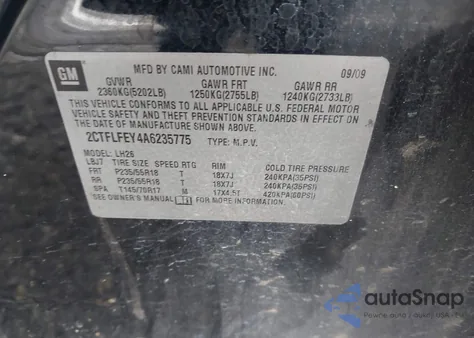 GM
MFD BY CAMI AUTOMOTIVE INC. 09/09
GVWR GAWR FRT GAWR RR
2360KG(5202LB) 1250KG(2755LB) 1240KG(2733LB)
THIS VEHICLE CONFORMS TO ALL APPLICABLE U.S. FEDERAL MOTOR
VEHICLE SAFETY AND THEFT PREVENTION STANDARDS IN EFFECT ON
THE DATE OF MANUFACTURE SHOWN ABOVE.
2CTFLFEY4A6235775 TYPE: M.P.V.
MODEL: LH26
LBJT TIRE SIZE SPEED RTG RIM COLD TIRE PRESSURE
FRT P235/55R18 T 18X7J 240KPA(35PSI)
RR P235/55R18 T 18X7J 240KPA(35PSI)
SPA T145/70R17 M 17X4.5T 420KPA(60PSI)
SEE OWNER'S MANUAL FOR MORE INFORMATION.
autoSnap